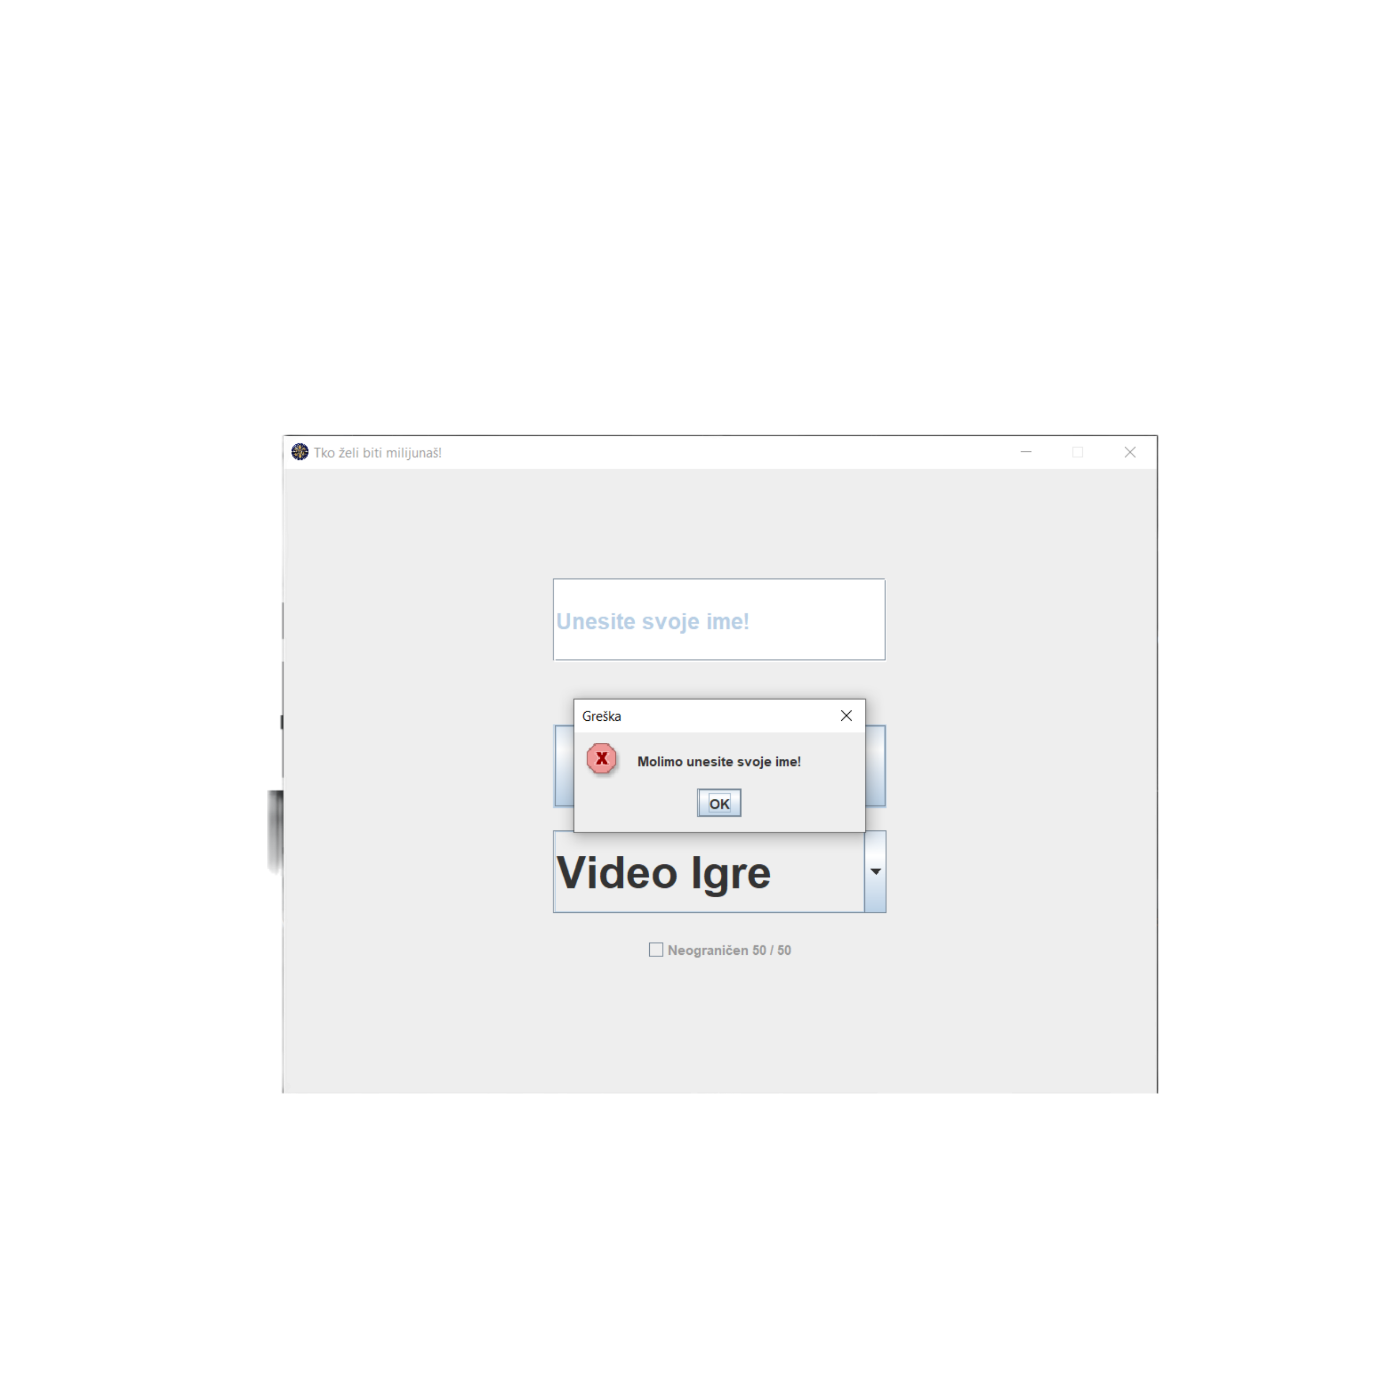 Tko želi biti milijunaš!
Unesite svoje ime!
Greška
Molimo unesite svoje ime!
OK
Video Igre
Neograničen 50 / 50